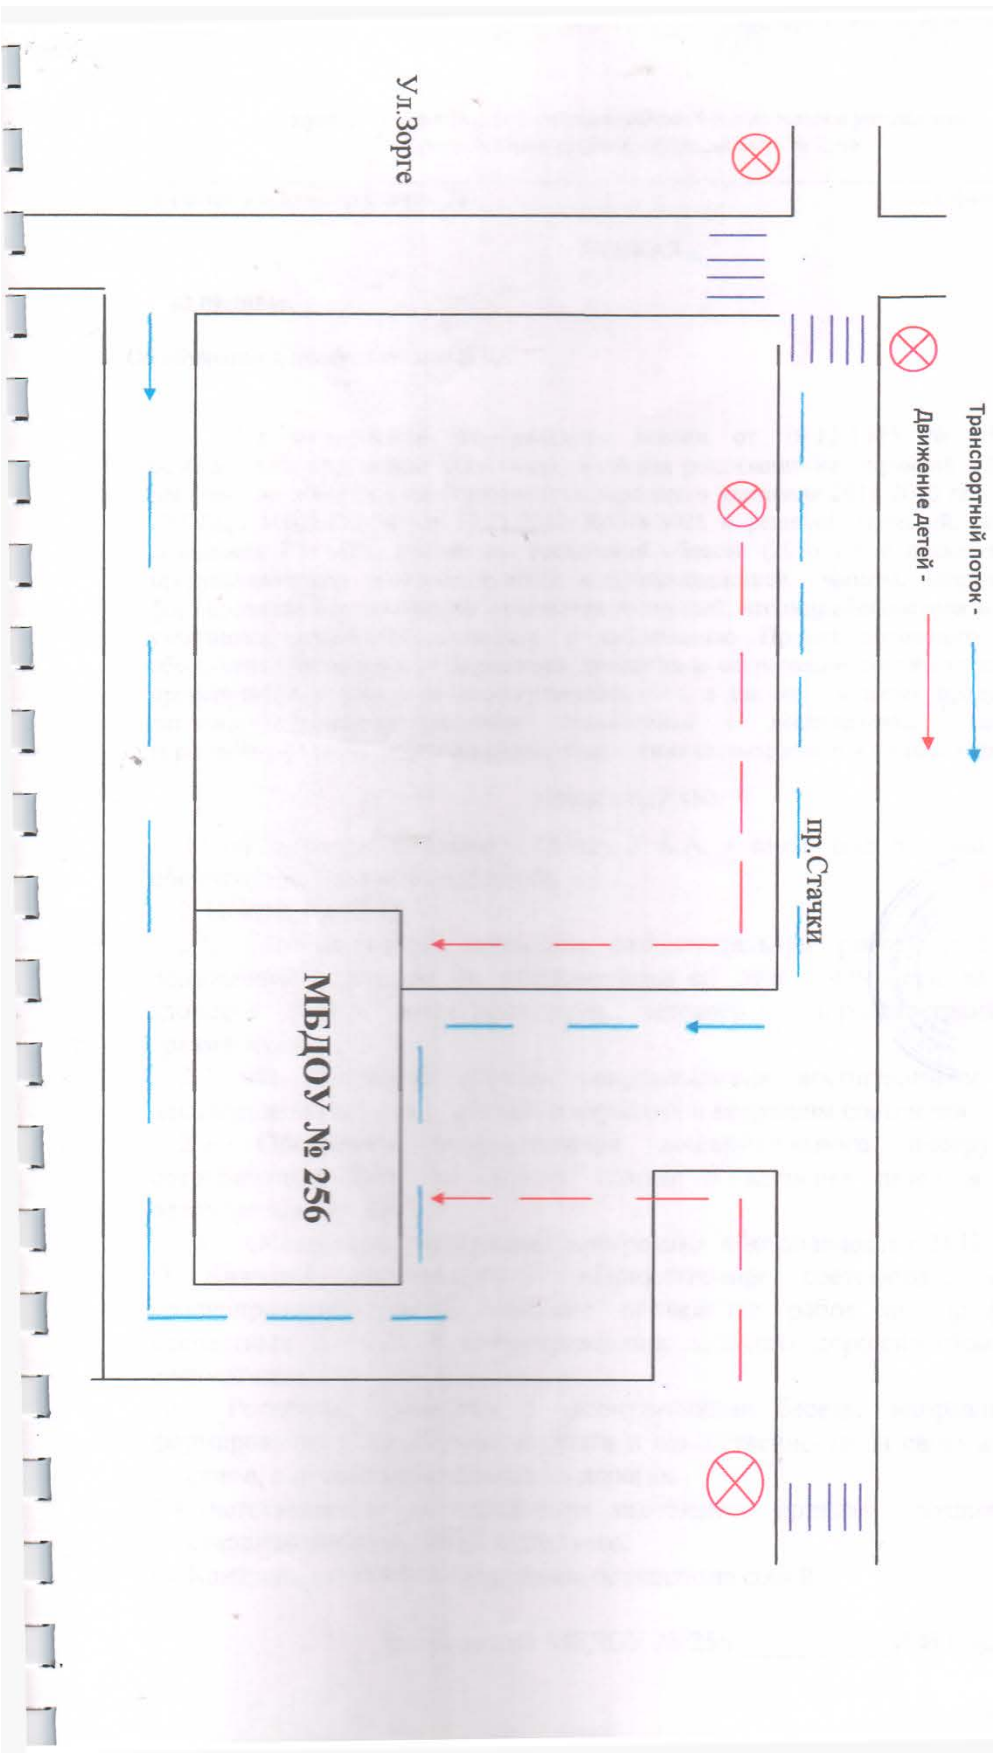 Транспортный поток -
Движение детей -
Ул.Зорге
пр.Стачки
МБДОУ № 256